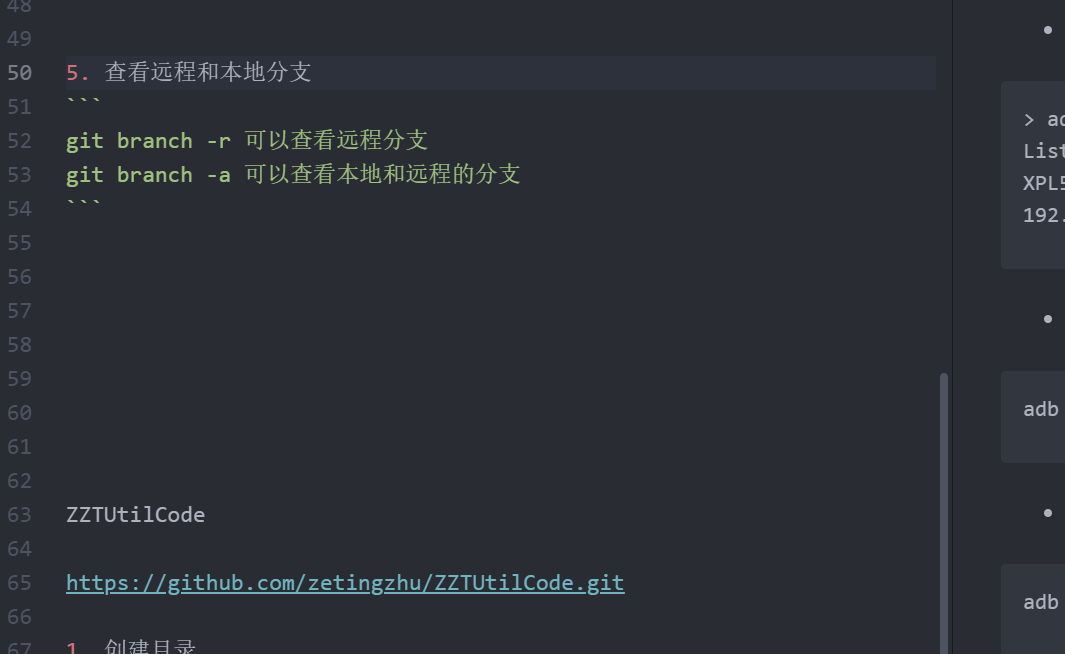 48
49
50 5. 查看远程和本地分支
51 ```
52 git branch -r 可以查看远程分支
53 git branch -a 可以查看本地和远程的分支
54 ```
55
56
57
58
59
60
61
62
63 ZZTUtilCode
64
65 https://github.com/zetingzhu/ZZTUtilCode.git
66
67 1. 创建目录
•
> ad
List
XPL5
192.
•
adb
•
adb